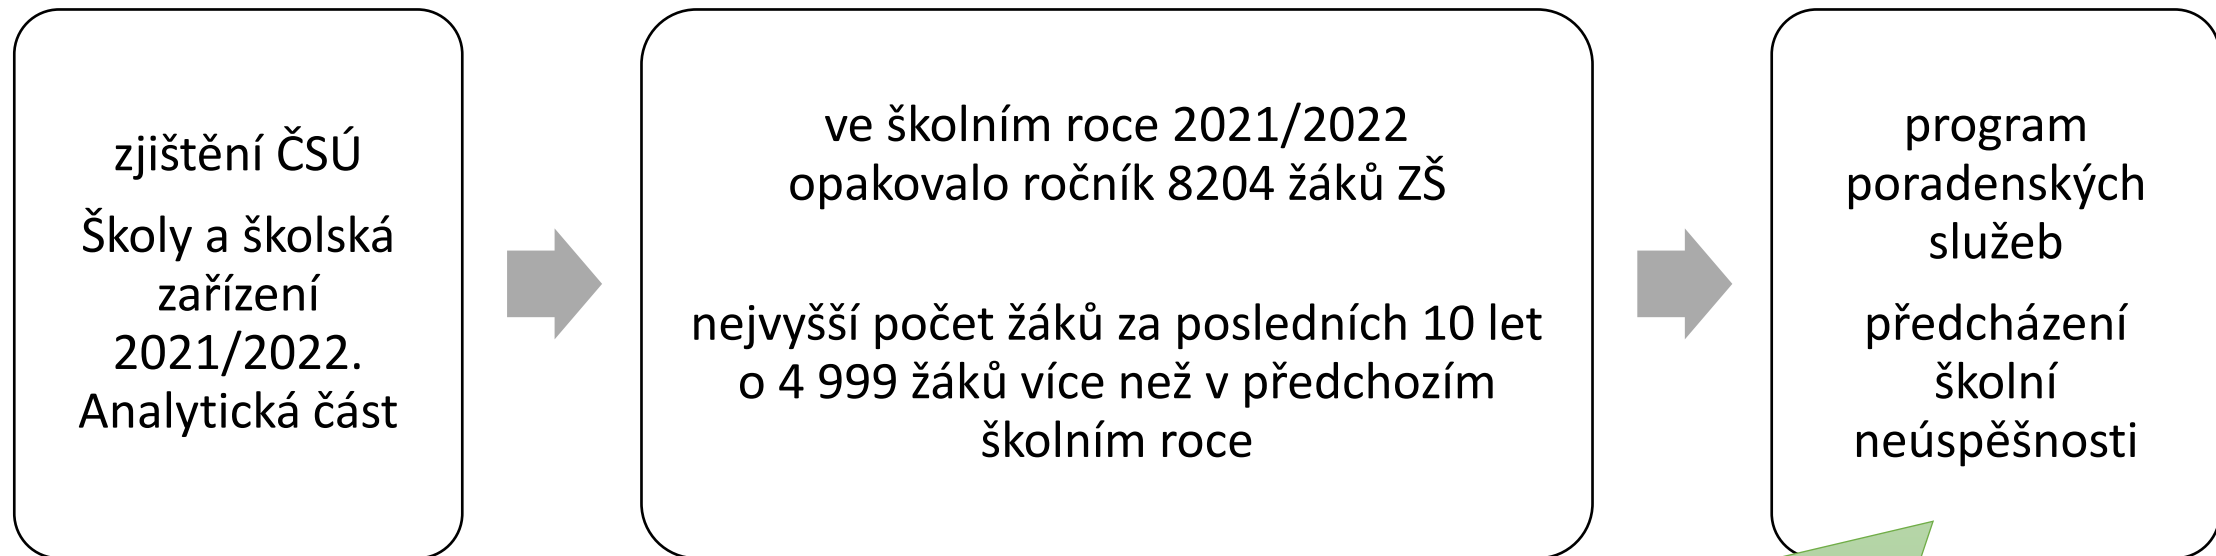 zjištění ČSÚ
Školy a školská
zařízení
2021/2022.
Analytická část
ve školním roce 2021/2022
opakovalo ročník 8204 žáků ZŠ
nejvyšší počet žáků za posledních 10 let
o 4 999 žáků více než v předchozím
školním roce
program
poradenských
služeb
předcházení
školní
neúspěšnosti